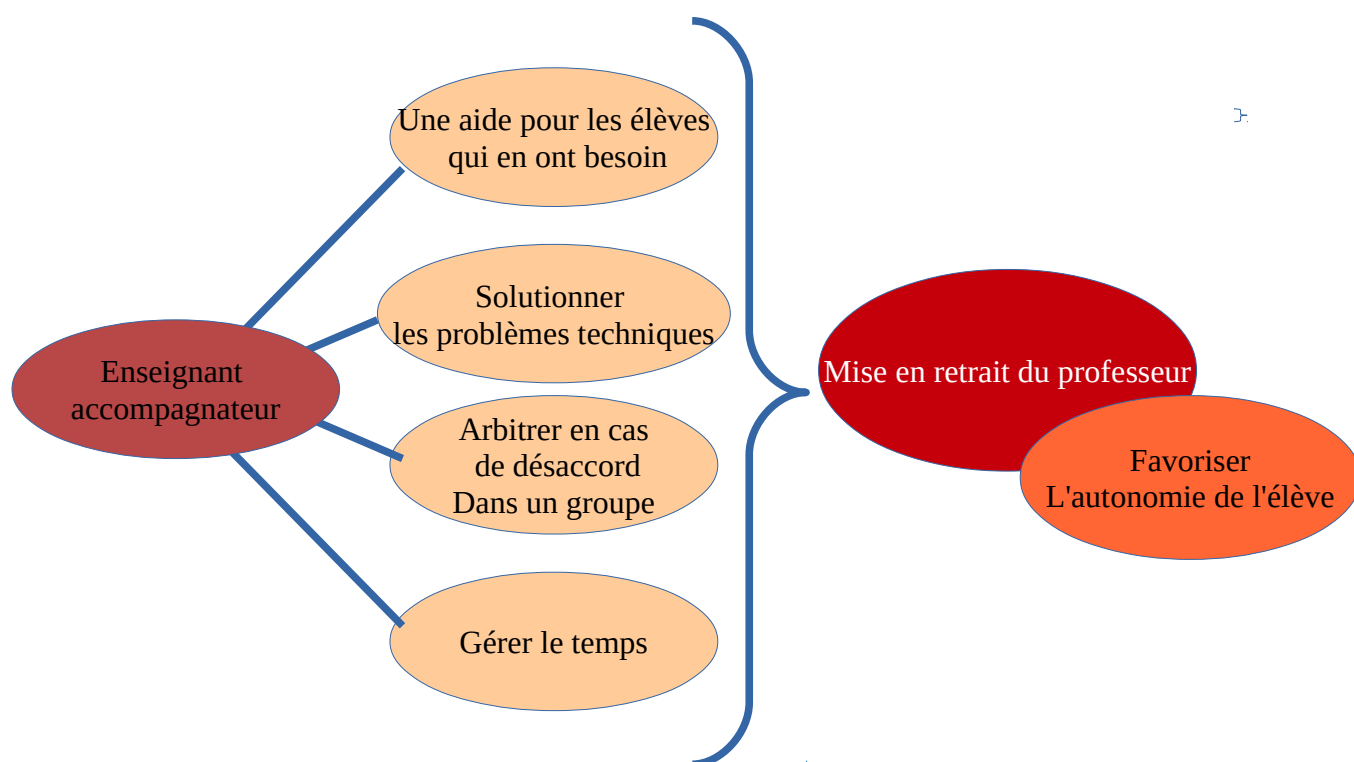 Une aide pour les élèves
qui en ont besoin
Solutionner
les problèmes techniques
Enseignant
accompagnateur
Arbitrer en cas
de désaccord
Dans un groupe
Gérer le temps
Mise en retrait du professeur
Favoriser
L'autonomie de l'élève